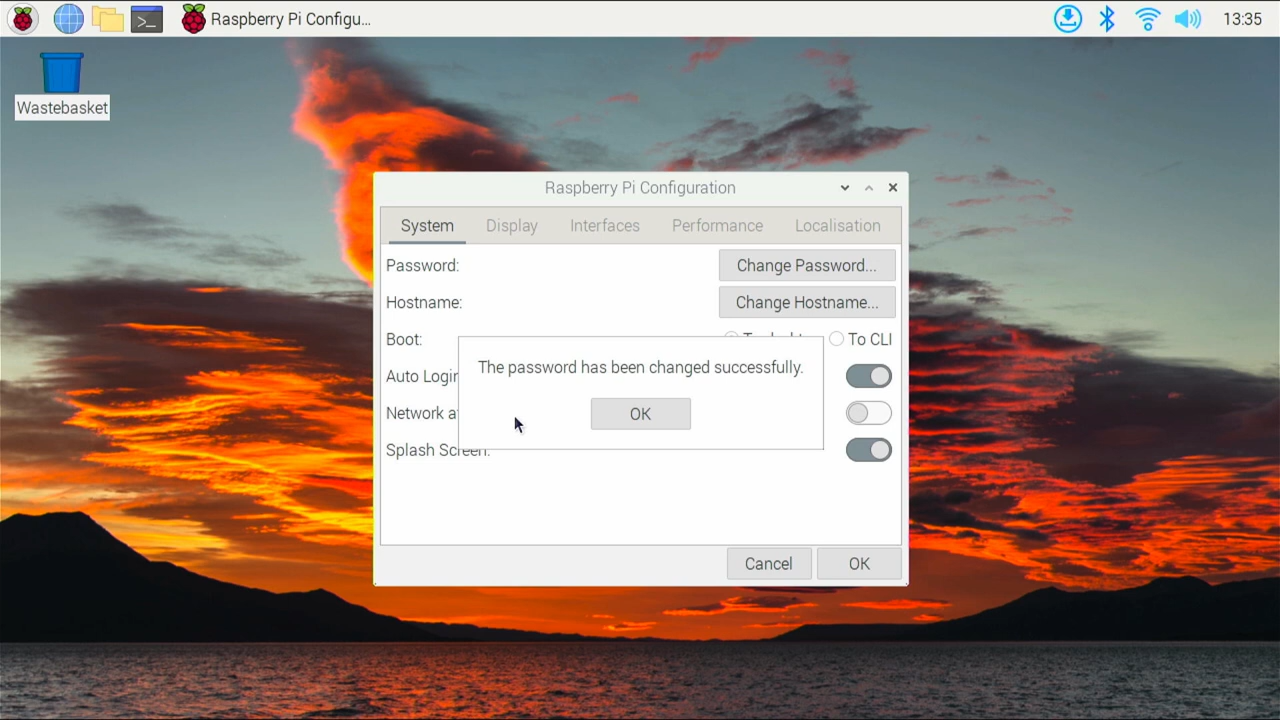 Raspberry Pi Configu...
13:35
Wastebasket
Raspberry Pi Configuration
System Display Interfaces Performance Localisation
Password: Change Password...
Hostname: Change Hostname...
Boot: To CLI
The password has been changed successfully.
Auto Login
OK
Network a
Splash Screen:
Cancel OK